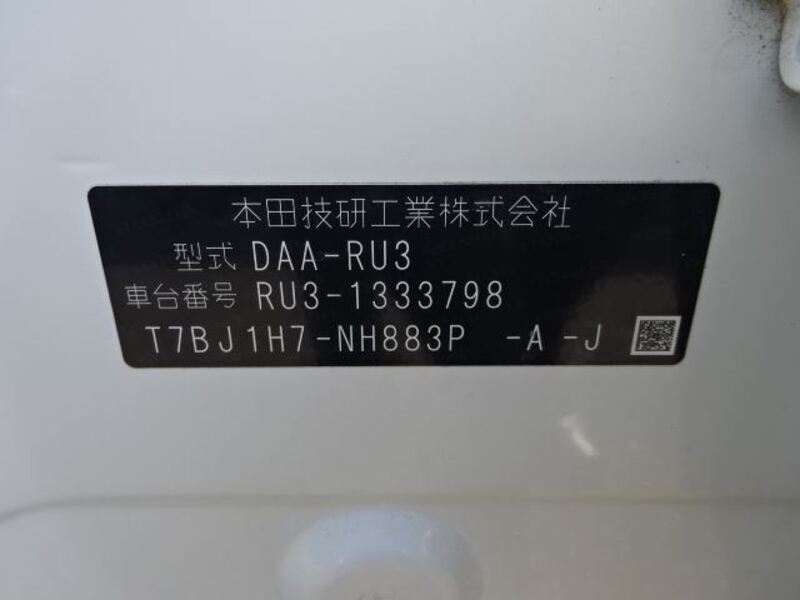 本田技研工業株式会社
型式 DAA-RU3
車台番号 RU3-1333798
T7BJ1H7-NH883P -A -J